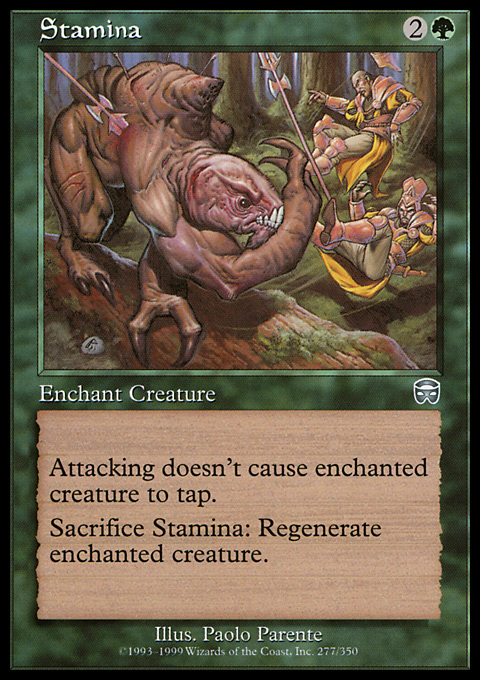 Stamina 2
Enchant Creature
Attacking doesn't cause enchanted
creature to tap.
Sacrifice Stamina: Regenerate
enchanted creature.
Illus. Paolo Parente
©1993-1999 Wizards of the Coast, Inc. 277/350